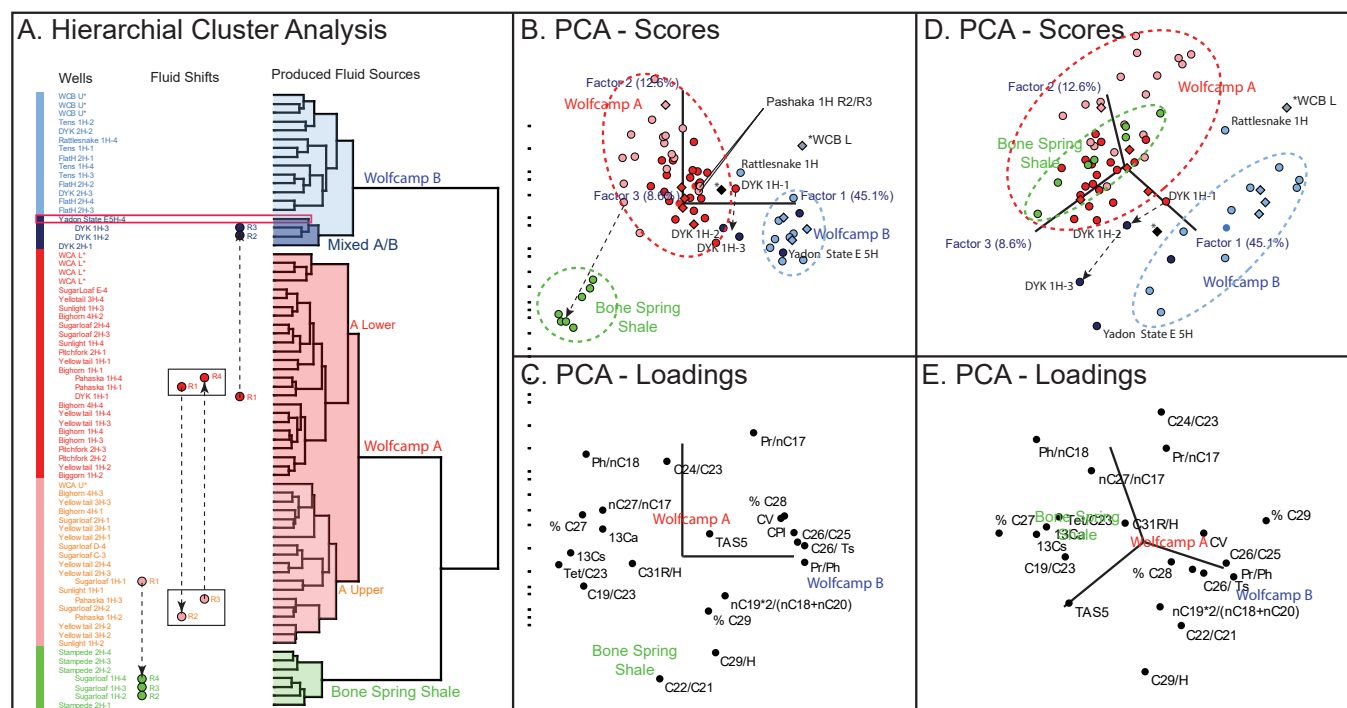 A. Hierarchial Cluster Analysis
Wells
Fluid Shifts
Produced Fluid Sources
WCB U*
WCB U*
WCB U*
Tens 1H-2
DYK 2H-2
Rattlesnake 1H-4
Tens 1H-1
FlatH 2H-1
Tens 1H-4
Tens 1H-3
FlatH 2H-2
DYK 2H-3
FlatH 2H-4
FlatH 2H-3
Yadon State E5H-4
DYK 1H-3
DYK 1H-2
DYK 2H-1
WCA L*
WCA L*
WCA L*
WCA L*
SugarLoaf E-4
Yellotail 3H-4
Sunlight 1H-3
Bighorn 4H-2
Sugarloaf 2H-4
Sugarloaf 2H-3
Sunlight 1H-4
Pitchfork 2H-1
Yellow tail 1H-1
Bighorn 1H-1
Pahaska 1H-4
Pahaska 1H-1
DYK 1H-1
Bighorn 4H-4
Yellow tail 1H-4
Yellow tail 1H-3
Bighorn 1H-4
Bighorn 1H-3
Pitchfork 2H-3
Pitchfork 2H-2
Yellow tail 1H-2
Biggorn 1H-2
WCA U*
Bighorn 4H-3
Yellow tail 3H-3
Bighorn 4H-1
Sugarloaf 2H-1
Yellow tail 3H-1
Yellow tail 2H-1
Sugarloaf D-4
Sugarloaf C-3
Yellow tail 2H-4
Yellow tail 2H-3
Sugarloaf 1H-1
Sunlight 1H-1
Pahaska 1H-3
Sugarloaf 2H-2
Pahaska 1H-2
Yellow tail 2H-2
Yellow tail 3H-2
Sunlight 1H-2
Stampede 2H-4
Stampede 2H-3
Stampede 2H-2
Sugarloaf 1H-4
Sugarloaf 1H-3
Sugarloaf 1H-2
Stampede 2H-1
R3
R2
R4
R1
R1
R1
R3
R2
R4
R3
R2
Wolfcamp B
Mixed A/B
A Lower
Wolfcamp A
A Upper
Bone Spring Shale
B. PCA - Scores
Factor 2 (12.6%)
Wolfcamp A
Pashaka 1H R2/R3
*WCB L
Rattlesnake 1H
DYK 1H-1
*
Factor 3 (8.6%)
Factor 1 (45.1%)
DYK 1H-2
DYK 1H-3
Wolfcamp B
Yadon State E 5H
Bone Spring
Shale
C. PCA - Loadings
Pr/nC17
Ph/nC18
C24/C23
nC27/nC17
% C28
% C27
Wolfcamp A
CV
CPI
13Ca
TAS5
C26/C25
13Cs
C26/ Ts
Tet/C23
C31R/H
Pr/Ph
Wolfcamp B
C19/C23
nC19*2/(nC18+nC20)
% C29
Bone Spring
Shale
C29/H
C22/C21
D. PCA - Scores
Factor 2 (12.6%)
Wolfcamp A
*WCB L
Rattlesnake 1H
Bone Spring
Shale
DYK 1H-1
DYK 1H-2
*
Factor 3 (8.6%)
Factor 1 (45.1%)
DYK 1H-3
Wolfcamp B
Yadon State E 5H
E. PCA - Loadings
C24/C23
Ph/nC18
Pr/nC17
nC27/nC17
% C27
Bone Spring
Shale
Tet/C23
C31R/H
% C29
13Ca
Wolfcamp A
CV
13Cs
C19/C23
C26/C25
% C28
Pr/Ph
C26/ Ts
Wolfcamp B
TAS5
nC19*2/(nC18+nC20)
C22/C21
C29/H